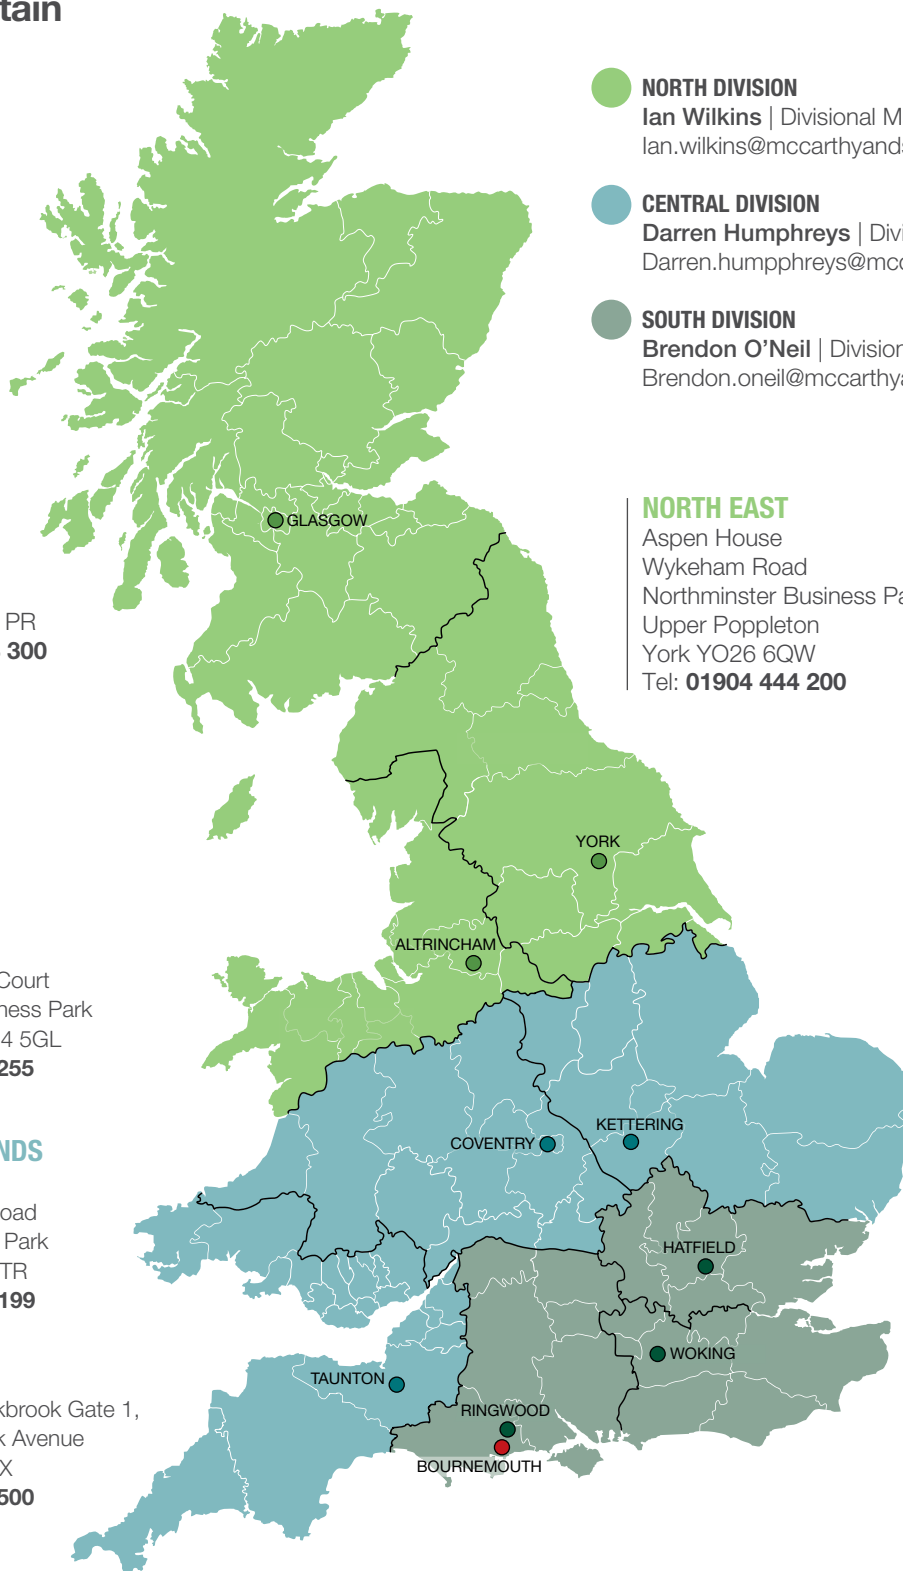 tain
NORTH DIVISION
Ian Wilkins | Divisional M
Ian.wilkins@mccarthyands
CENTRAL DIVISION
Darren Humphreys | Divi
Darren.humpphreys@mcc
SOUTH DIVISION
Brendon O'Neil | Division
Brendon.oneil@mccarthya
NORTH EAST
Aspen House
Wykeham Road
Northminster Business Pa
Upper Poppleton
York YO26 6QW
Tel: 01904 444 200
GLASGOW
PR
300
YORK
ALTRINCHAM
Court
ness Park
4 5GL
255
KETTERING
COVENTRY
NDS
oad
Park
TR
199
HATFIELD
WOKING
TAUNTON
RINGWOOD
BOURNEMOUTH
kbrook Gate 1,
k Avenue
X
500